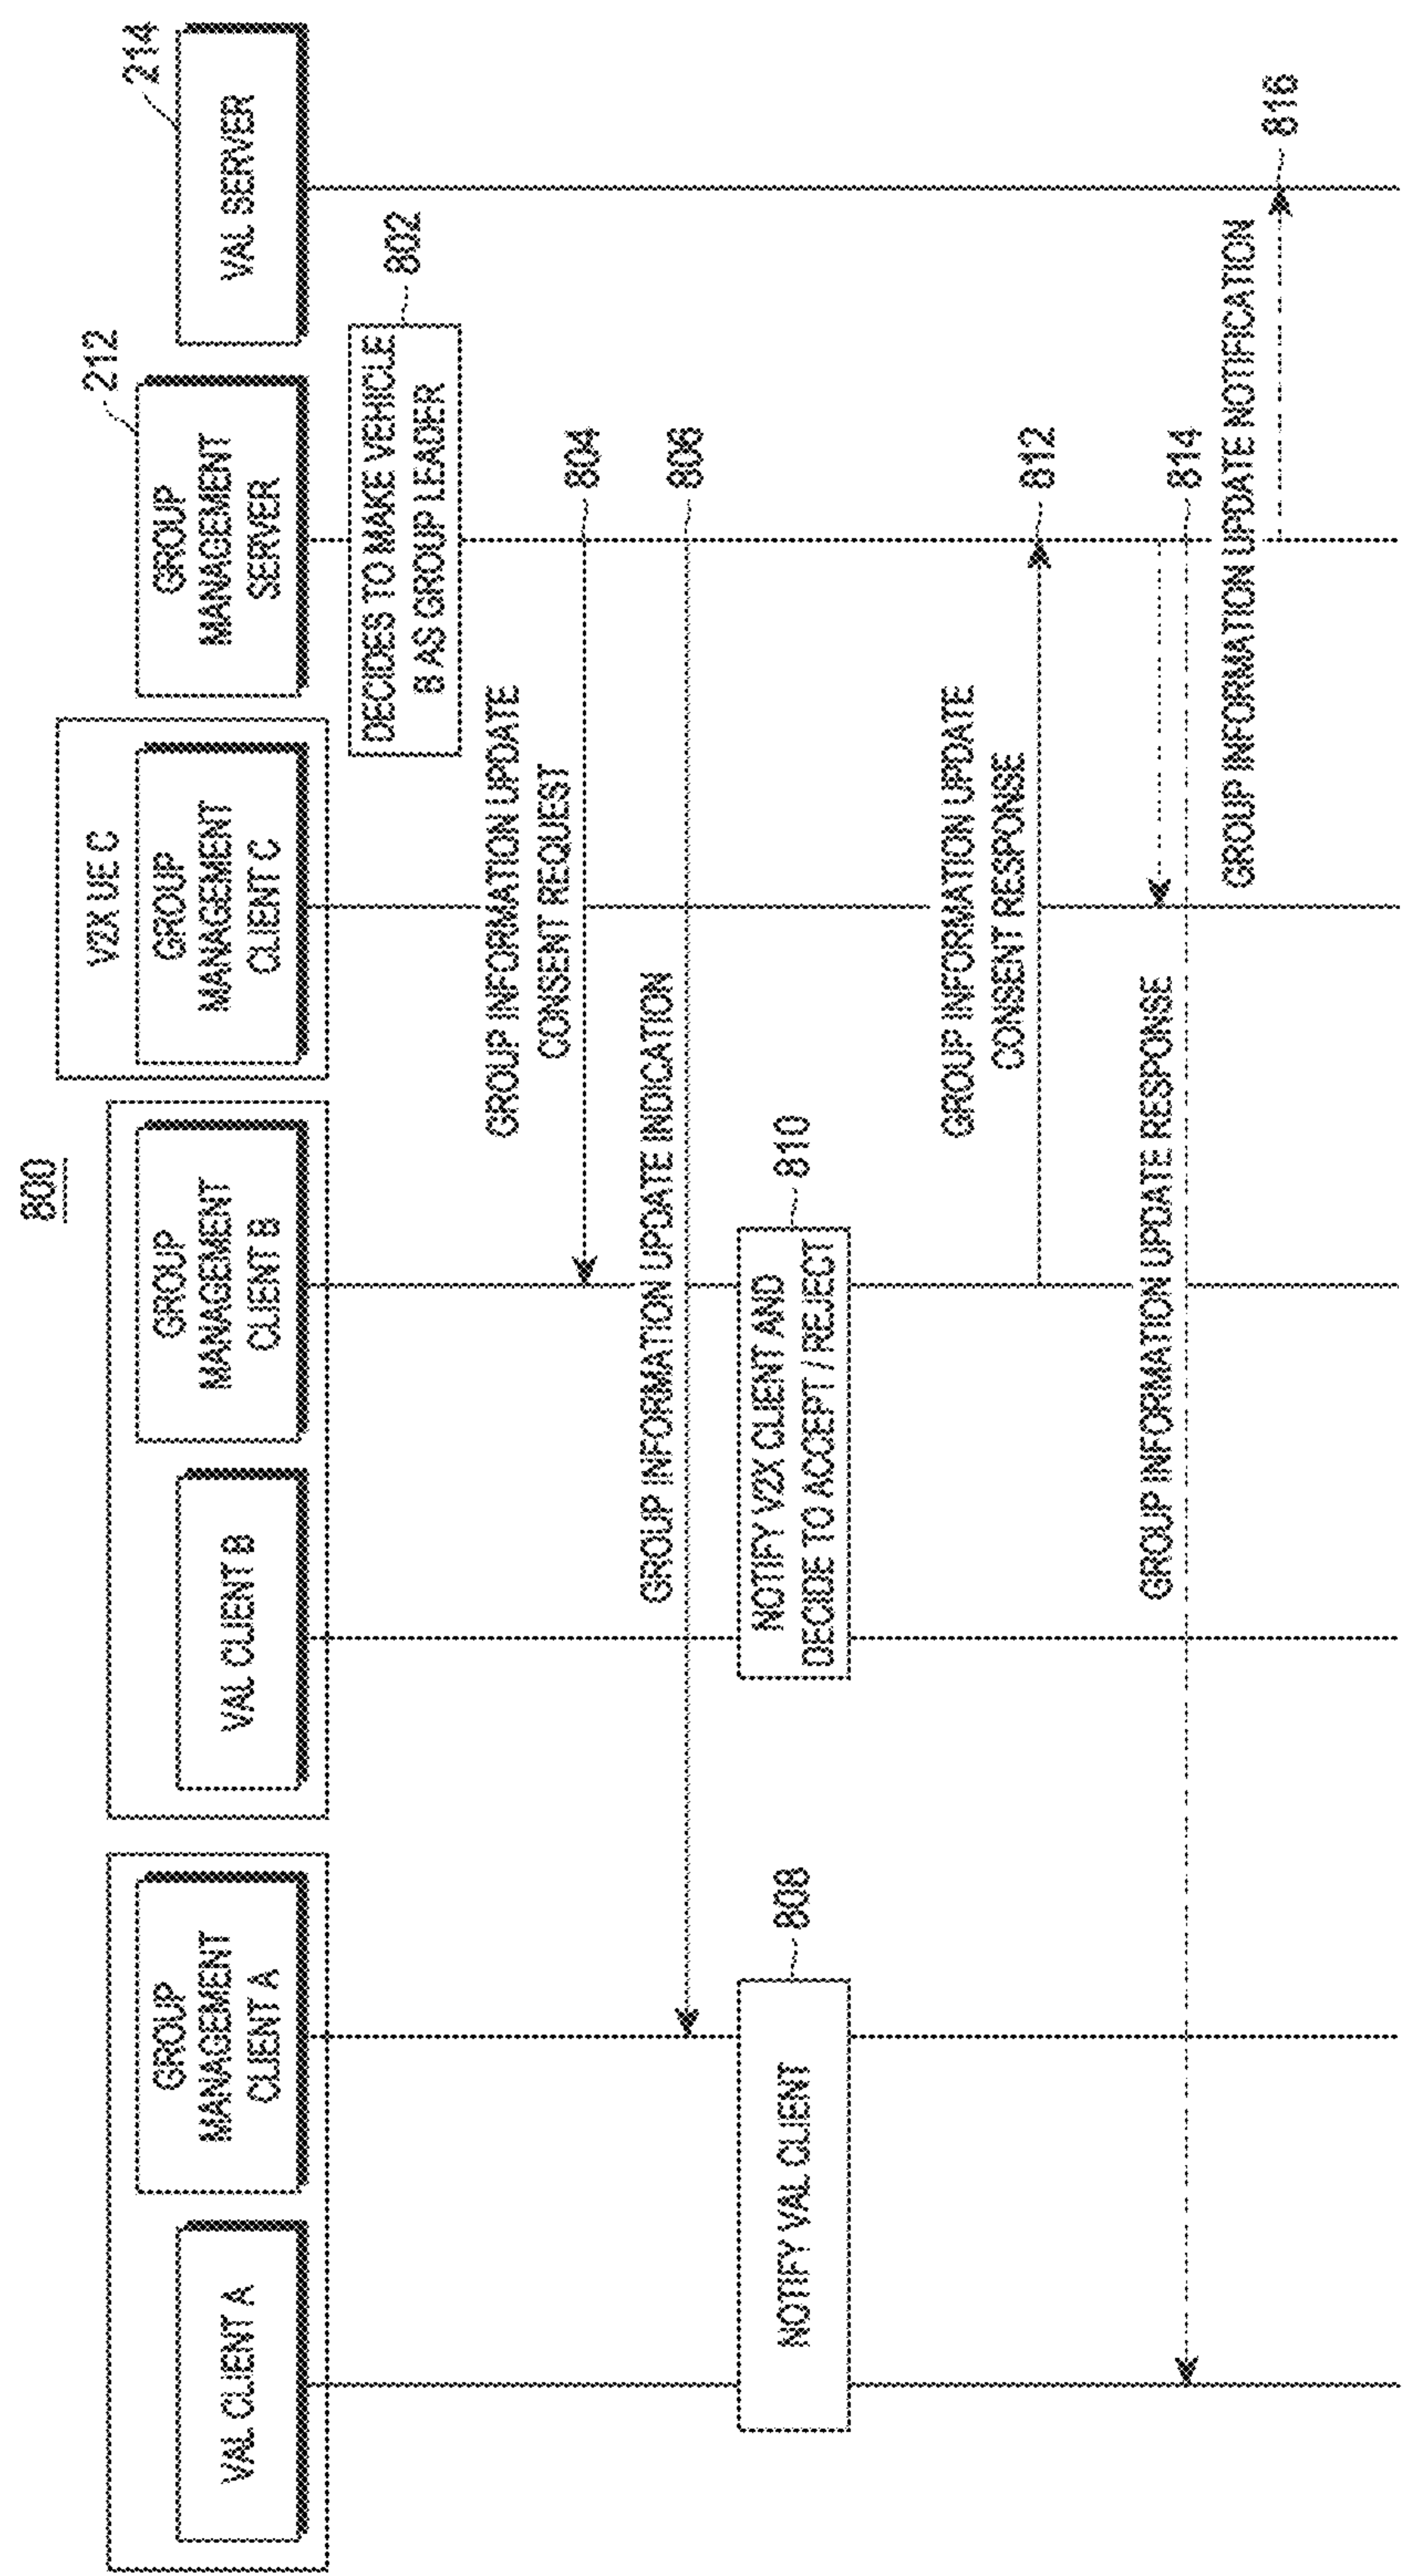 800
VAL CLIENT A
GROUP
MANAGEMENT
CLIENT A
VAL CLIENT B
GROUP
MANAGEMENT
CLIENT B
V2X UE C
GROUP
MANAGEMENT
CLIENT C
212
GROUP
MANAGEMENT
SERVER
214
VAL SERVER
DECIDES TO MAKE VEHICLE
B AS GROUP LEADER
802
GROUP INFORMATION UPDATE
CONSENT REQUEST
804
GROUP INFORMATION UPDATE INDICATION
806
NOTIFY VAL CLIENT
808
NOTIFY V2X CLIENT AND
DECIDE TO ACCEPT / REJECT
810
GROUP INFORMATION UPDATE
CONSENT RESPONSE
812
GROUP INFORMATION UPDATE RESPONSE
814
GROUP INFORMATION UPDATE NOTIFICATION
816